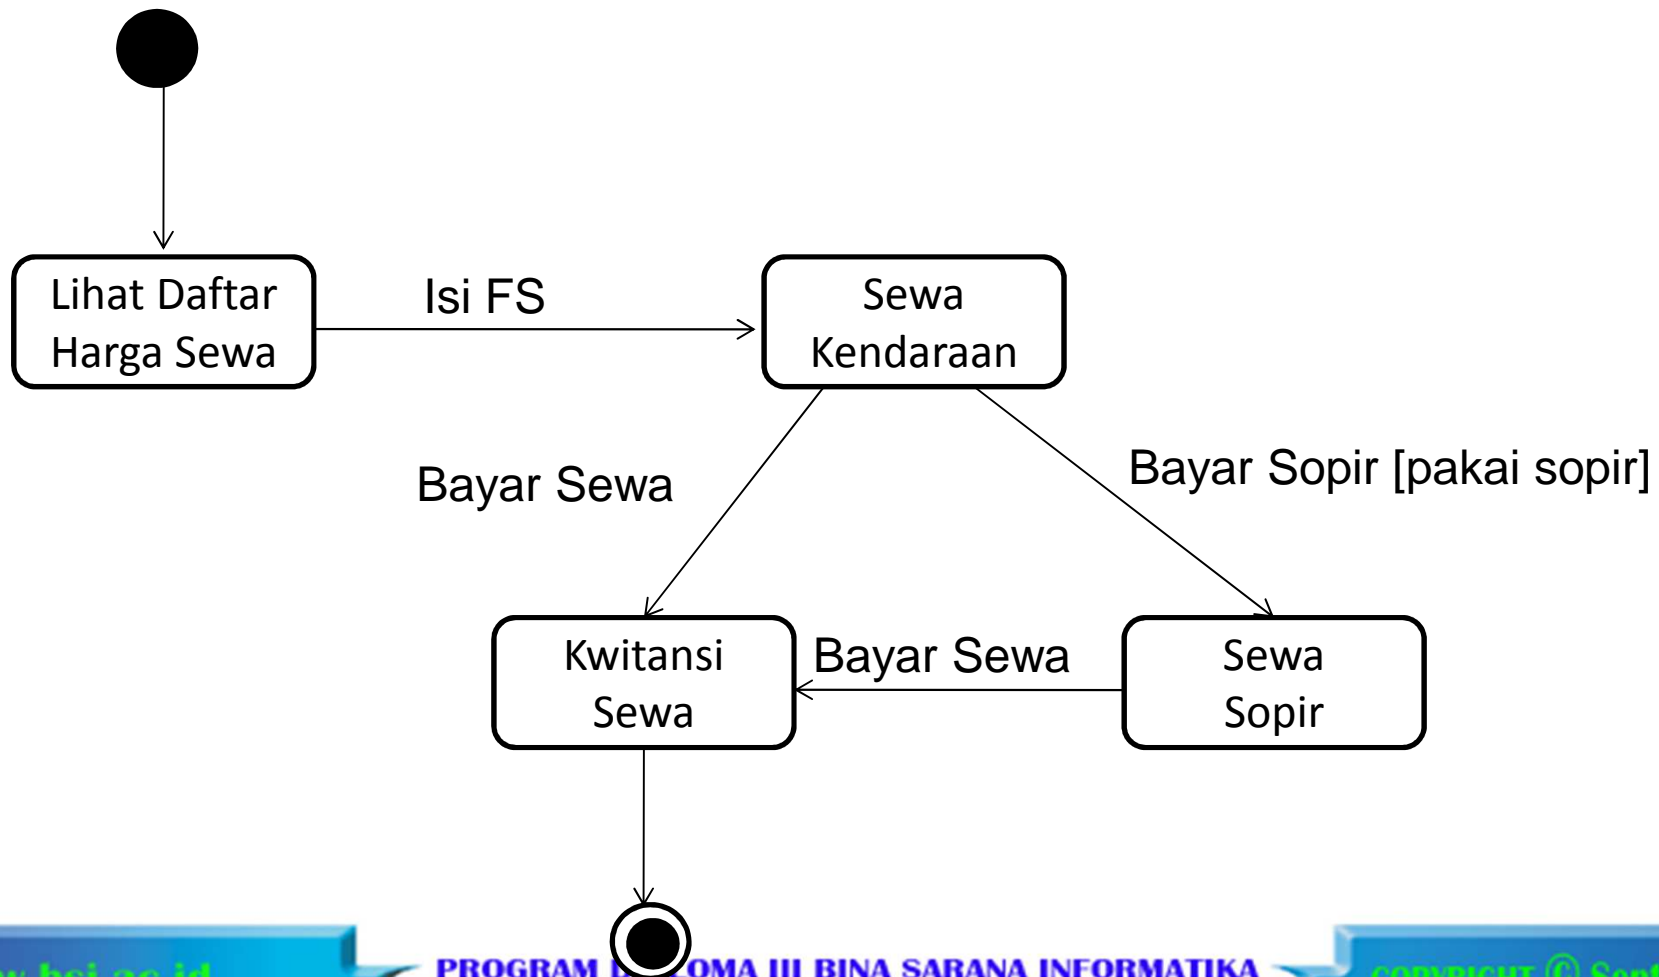 Lihat Daftar
Harga Sewa
Isi FS
Sewa
Kendaraan
Bayar Sewa
Bayar Sopir [pakai sopir]
Kwitansi
Sewa
Bayar Sewa
Sewa
Sopir
PROGRAM
III BINA SARANA INFORMATIKA
COPYRIGHT ©